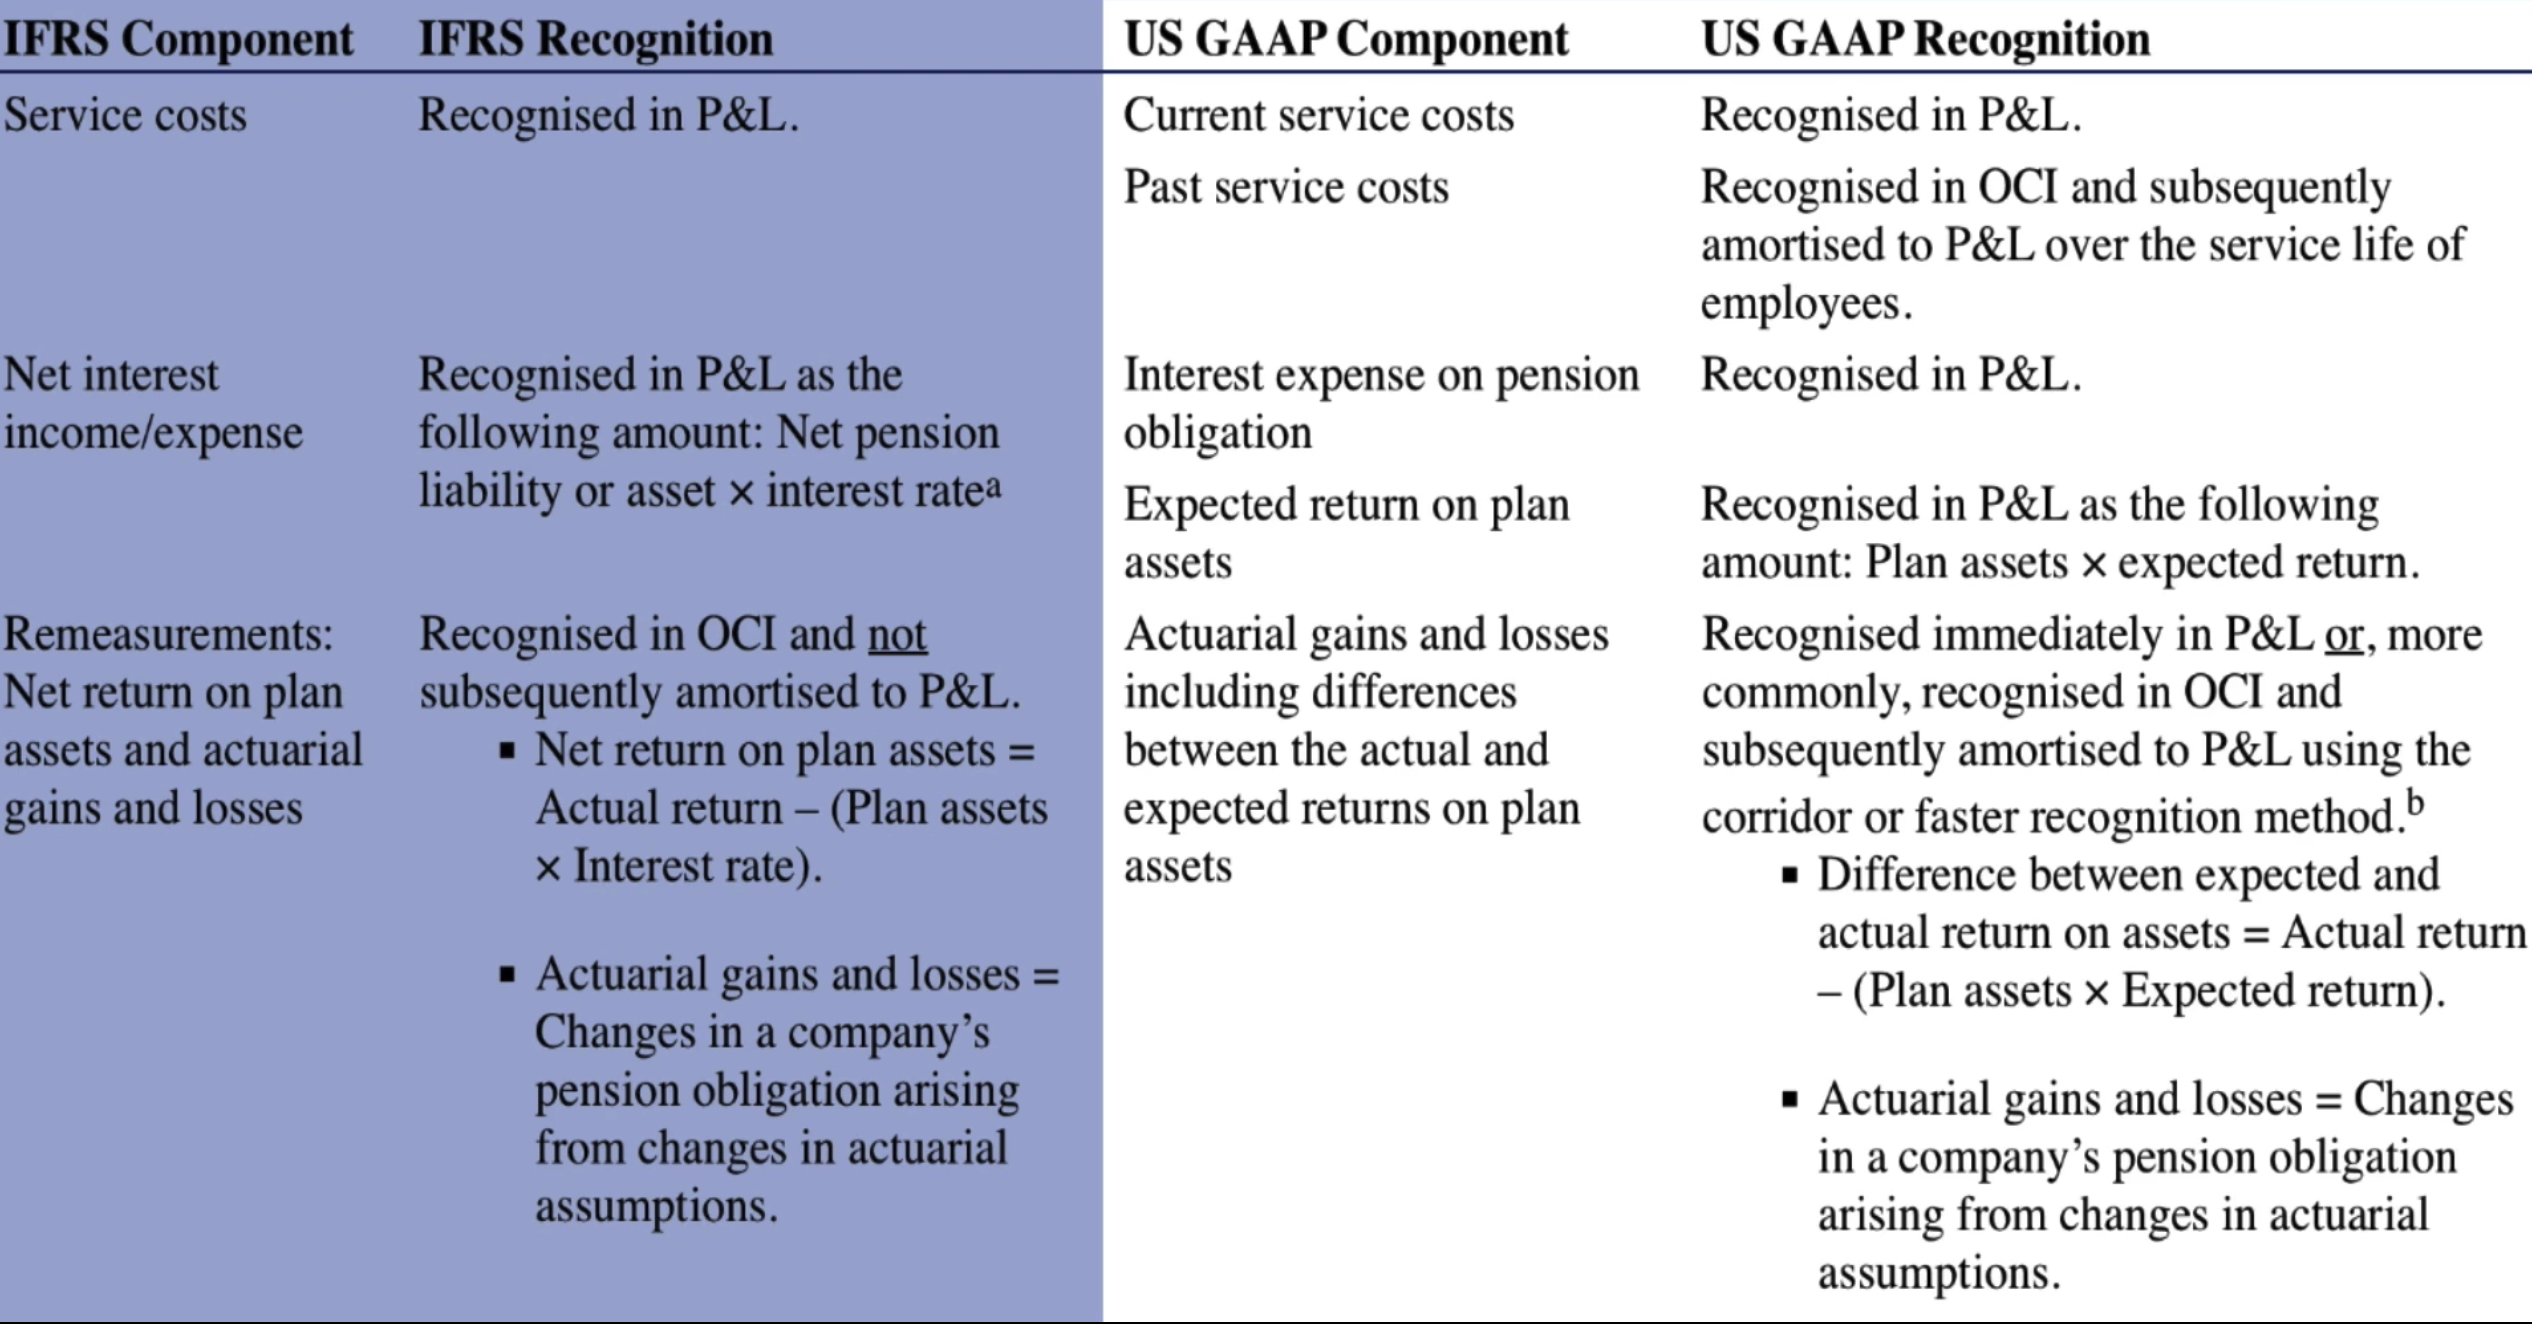 IFRS Component IFRS Recognition US GAAP Component US GAAP Recognition
Service costs Recognised in P&L. Current service costs Recognised in P&L.
Past service costs Recognised in OCI and subsequently
amortised to P&L over the service life of
employees.
Net interest Recognised in P&L as the Interest expense on pension Recognised in P&L.
income/expense following amount: Net pension obligation
liability or asset × interest rateᵃ
Expected return on plan Recognised in P&L as the following
assets amount: Plan assets × expected return.
Remeasurements: Recognised in OCI and not Actuarial gains and losses Recognised immediately in P&L or, more
Net return on plan subsequently amortised to P&L. including differences commonly, recognised in OCI and
assets and actuarial ▪ Net return on plan assets = between the actual and subsequently amortised to P&L using the
gains and losses Actual return – (Plan assets expected returns on plan corridor or faster recognition method.ᵇ
× Interest rate). assets ▪ Difference between expected and
actual return on assets = Actual return
▪ Actuarial gains and losses = – (Plan assets × Expected return).
Changes in a company’s
pension obligation arising ▪ Actuarial gains and losses = Changes
from changes in actuarial in a company’s pension obligation
assumptions. arising from changes in actuarial
assumptions.